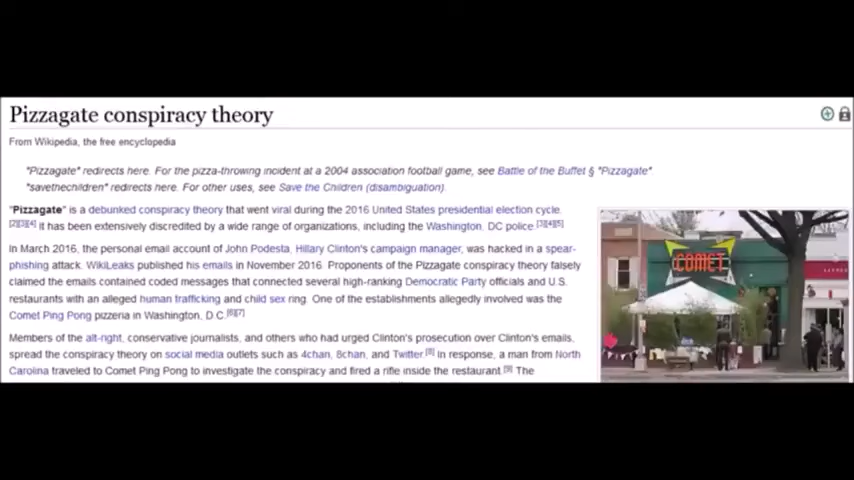 Pizzagate conspiracy theory
From Wikipedia, the free encyclopedia
"Pizzagate" redirects here. For the pizza-throwing incident at a 2004 association football game, see Battle of the Buffet § "Pizzagate"
"savethechildren" redirects here. For other uses, see Save the Children (disambiguation).
"Pizzagate" is a debunked conspiracy theory that went viral during the 2016 United States presidential election cycle.
[2][3][4] It has been extensively discredited by a wide range of organizations, including the Washington, DC police.[3][4][5]
In March 2016, the personal email account of John Podesta, Hillary Clinton's campaign manager, was hacked in a spear-
phishing attack. WikiLeaks published his emails in November 2016. Proponents of the Pizzagate conspiracy theory falsely
claimed the emails contained coded messages that connected several high-ranking Democratic Party officials and U.S.
restaurants with an alleged human trafficking and child sex ring. One of the establishments allegedly involved was the
Comet Ping Pong pizzeria in Washington, D.C.[6][7]
Members of the alt-right, conservative journalists, and others who had urged Clinton's prosecution over Clinton's emails,
spread the conspiracy theory on social media outlets such as 4chan, 8chan, and Twitter.[8] In response, a man from North
Carolina traveled to Comet Ping Pong to investigate the conspiracy and fired a rifle inside the restaurant.[9] The
COMET